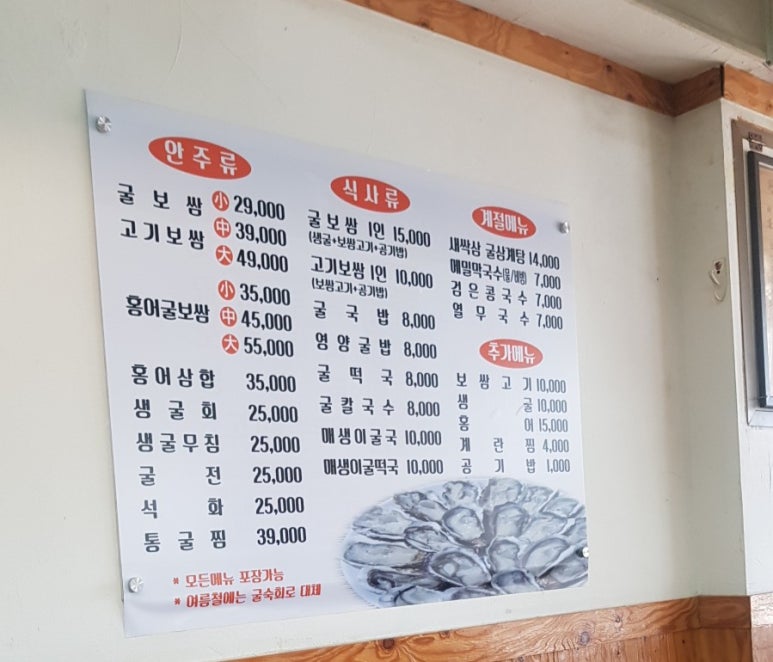 안주류
굴보쌈 小 29,000
고기보쌈 中 39,000
大 49,000
小 35,000
홍어굴보쌈 中 45,000
大 55,000
홍어삼합 35,000
생굴회 25,000
생굴무침 25,000
굴전 25,000
석화 25,000
통굴찜 39,000
* 모든메뉴 포장가능
* 여름철에는 굴숙회로 대체
식사류
굴보쌈 1인 15,000
(생굴+보쌈고기+공기밥)
고기보쌈 1인 10,000
(보쌈고기+공기밥)
굴국밥 8,000
영양굴밥 8,000
굴떡국 8,000
굴칼국수 8,000
매생이굴국 10,000
매생이굴떡국 10,000
계절메뉴
새싹삼 굴삼계탕 14,000
메밀막국수(물/비빔) 7,000
검은콩국수 7,000
열무국수 7,000
추가메뉴
보쌈고기 10,000
생굴 10,000
홍어 15,000
계란찜 4,000
공기밥 1,000